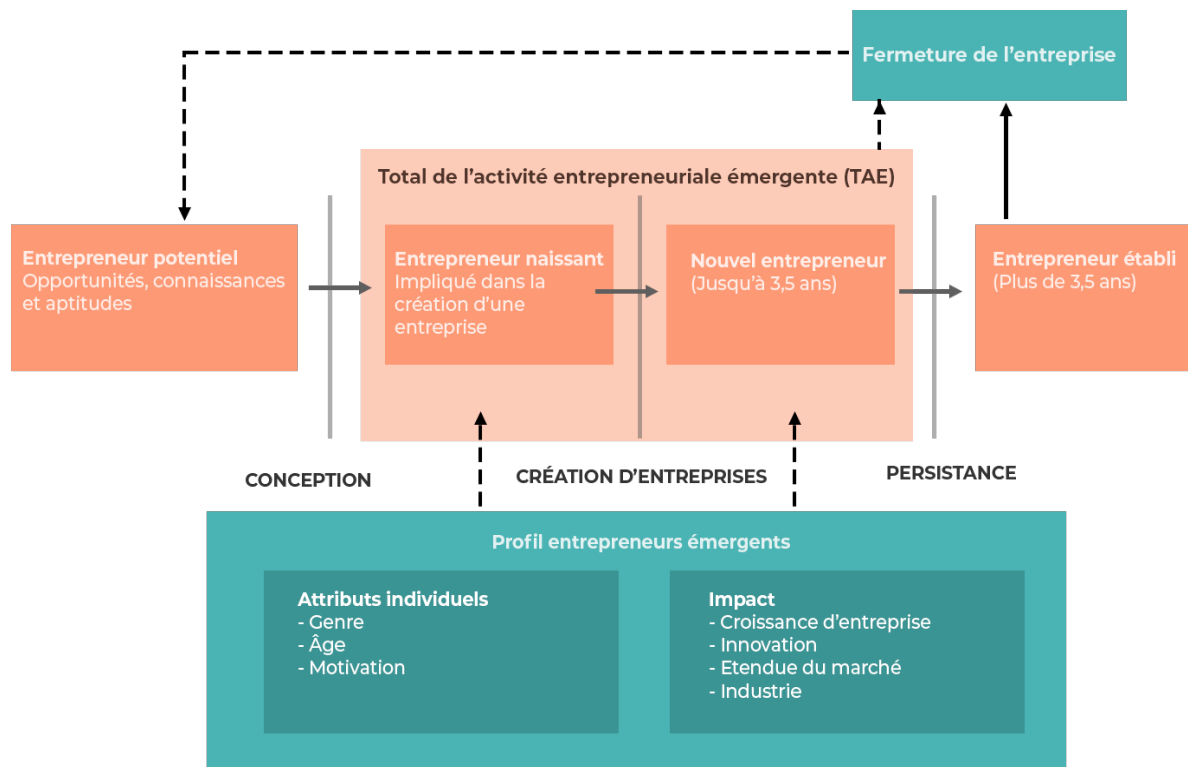 Fermeture de l’entreprise
Total de l’activité entrepreneuriale émergente (TAE)
Entrepreneur potentiel
Opportunités, connaissances
et aptitudes
Entrepreneur naissant
Impliqué dans la
création d’une
entreprise
Nouvel entrepreneur
(Jusqu’à 3,5 ans)
Entrepreneur établi
(Plus de 3,5 ans)
CONCEPTION
CRÉATION D’ENTREPRISES
PERSISTANCE
Profil entrepreneurs émergents
Attributs individuels
- Genre
- Âge
- Motivation
Impact
- Croissance d’entreprise
- Innovation
- Etendue du marché
- Industrie